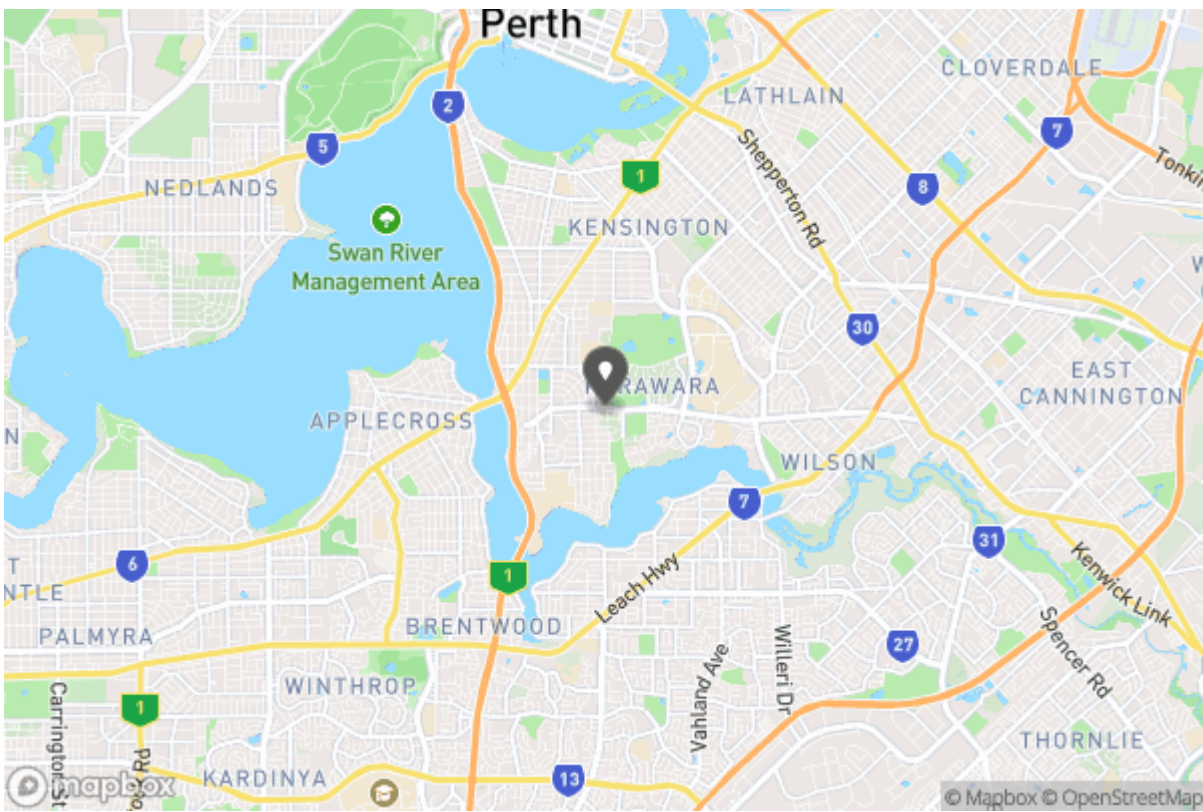 Perth
CLOVERDALE
2
LATHLAIN
7
5
Shepperton Rd
Tonkin
NEDLANDS
1
8
KENSINGTON
Swan River
Management Area
30
RAWARA
EAST
CANNINGTON
APPLECROSS
WILSON
7
31
6
1
Leach Hwy
Kenwick Link
NTLE
PALMYRA
BRENTWOOD
Spencer Rd
27
Willeri Dr
Vahland Ave
WINTHROP
Carrington St
1
THORNLIE
KARDINYA
13
mapbox
© Mapbox © OpenStreetMap